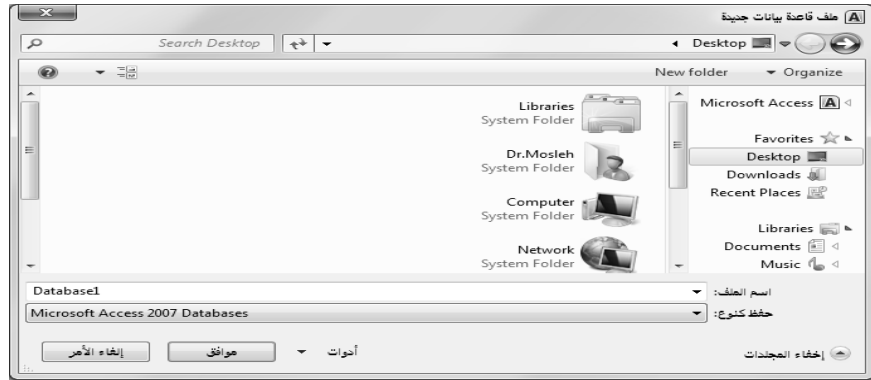 ملف قاعدة بيانات جديدة
Desktop
Search Desktop
Organize
New folder
Microsoft Access
Favorites
Desktop
Downloads
Recent Places
Libraries
Documents
Music
Libraries
System Folder
Dr.Mosleh
System Folder
Computer
System Folder
Network
System Folder
اسم الملف: Database1
حفظ كنوع: Microsoft Access 2007 Databases
إخفاء المجلدات
أدوات
موافق
إلغاء الأمر